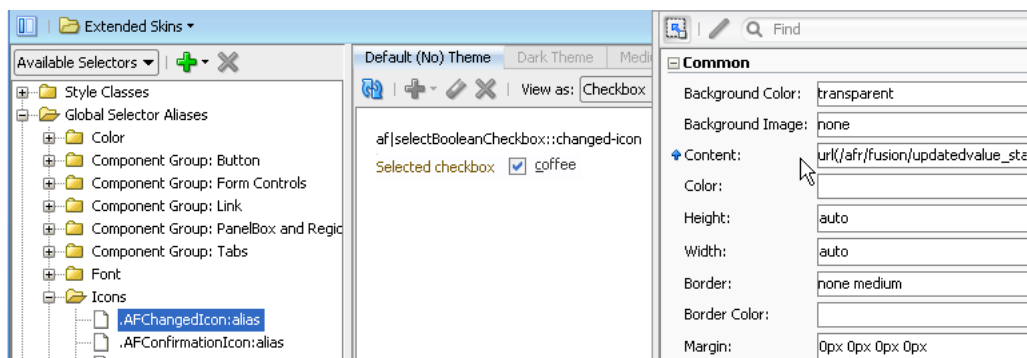 Extended Skins
Available Selectors
Style Classes
Global Selector Aliases
Color
Component Group: Button
Component Group: Form Controls
Component Group: Link
Component Group: PanelBox and Regic
Component Group: Tabs
Font
Icons
.AFChangedIcon:alias
.AFConfirmationIcon:alias
Default (No) Theme Dark Theme Medi
View as: Checkbox
af|selectBooleanCheckbox::changed-icon
Selected checkbox coffee
Find
Common
Background Color: transparent
Background Image: none
Content: url(/afr/fusion/updatedvalue_sta
Color:
Height: auto
Width: auto
Border: none medium
Border Color:
Margin: 0px 0px 0px 0px